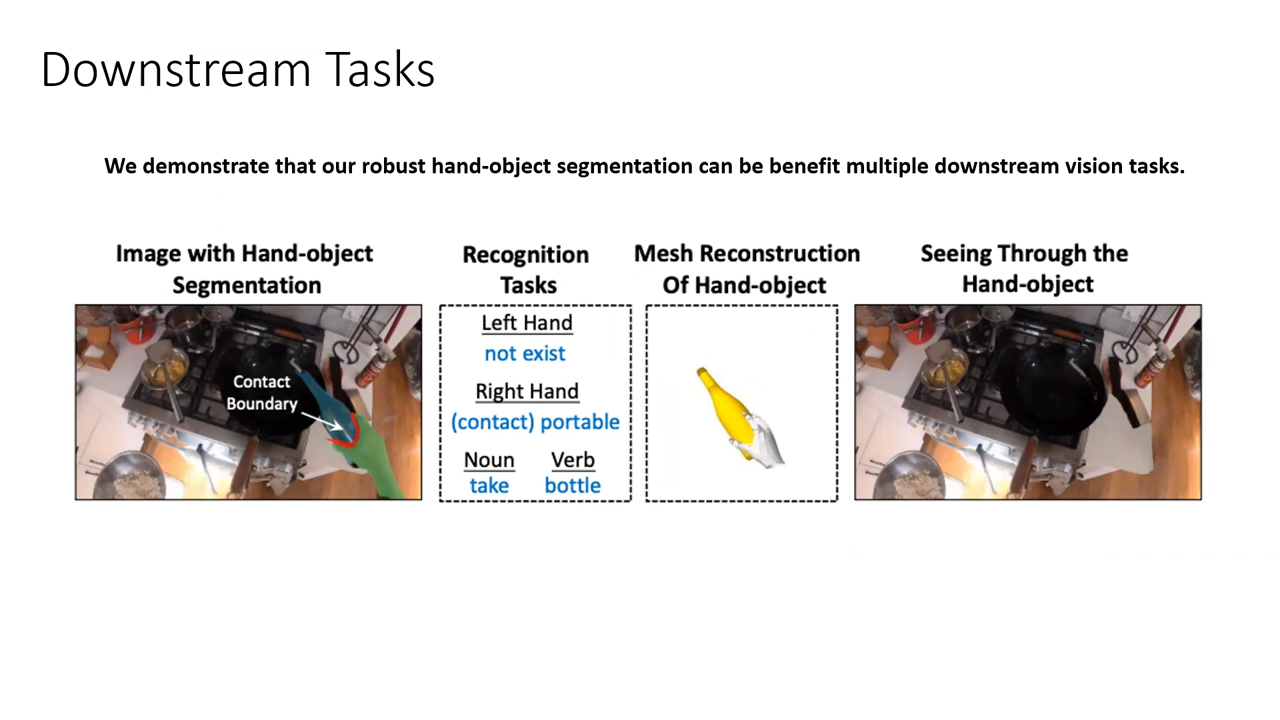 Downstream Tasks
We demonstrate that our robust hand-object segmentation can be benefit multiple downstream vision tasks.
Image with Hand-object
Segmentation
Contact
Boundary
Recognition
Tasks
Left Hand
not exist
Right Hand
(contact) portable
Noun Verb
take bottle
Mesh Reconstruction
Of Hand-object
Seeing Through the
Hand-object